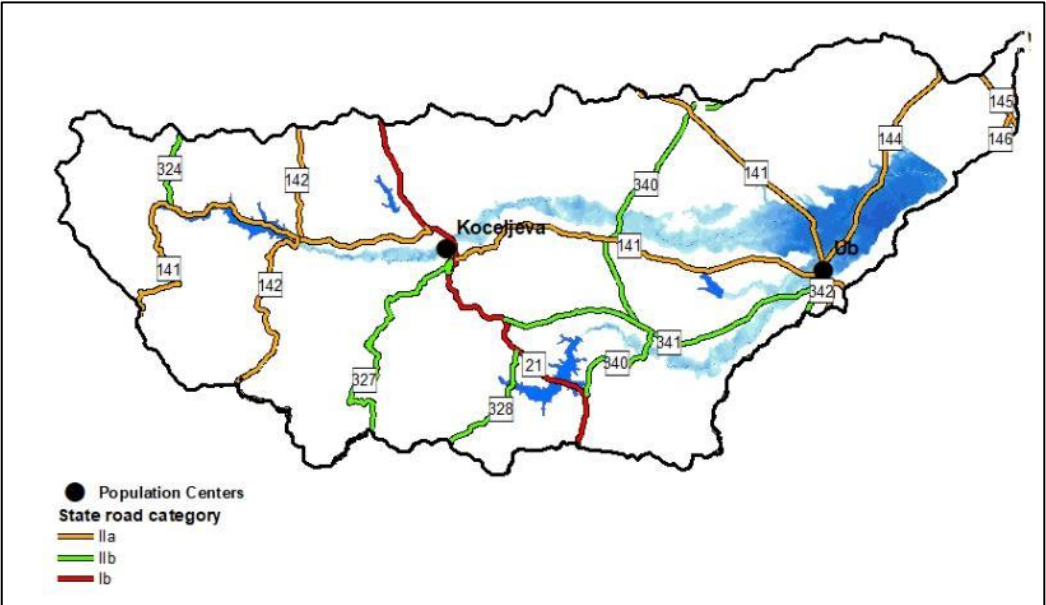 145
144
146
324
141
142
340
Koceljeva
141
Ub
141
142
342
341
21
340
327
328
Population Centers
State road category
IIa
IIb
Ib